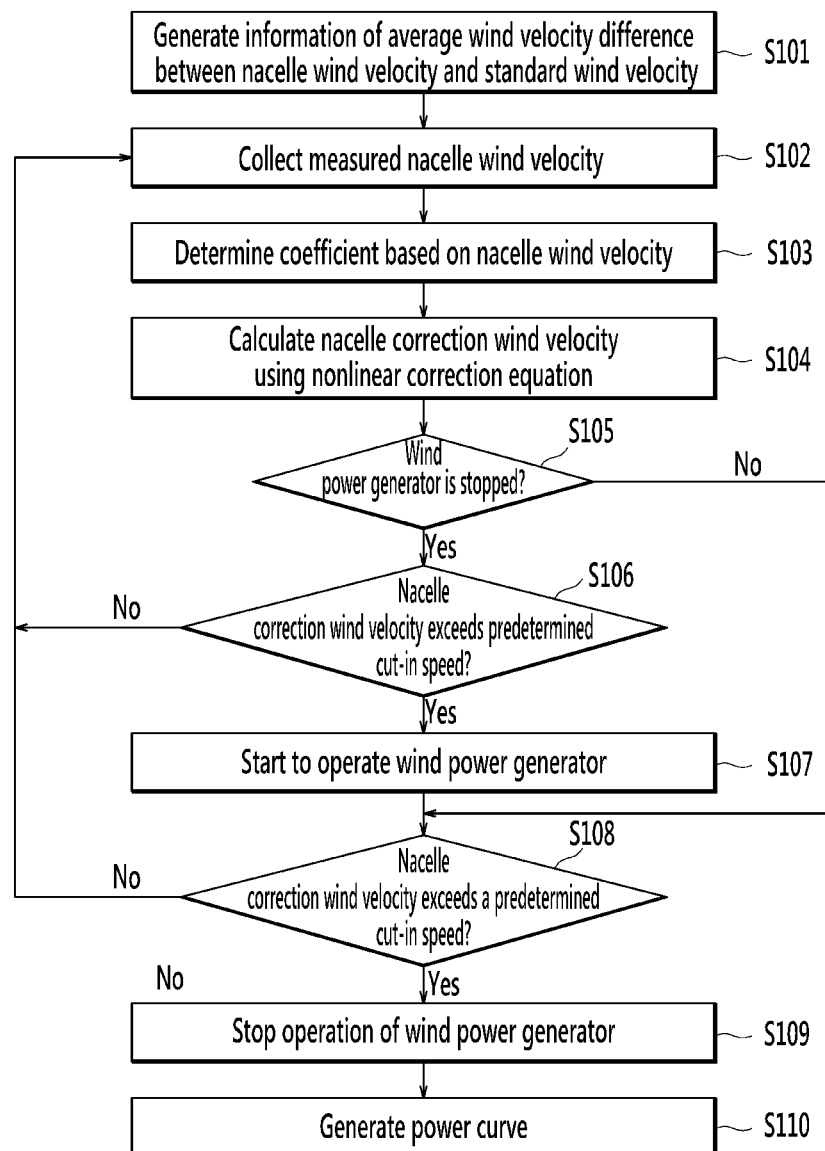 Generate information of average wind velocity difference
between nacelle wind velocity and standard wind velocity
S101
Collect measured nacelle wind velocity
S102
Determine coefficient based on nacelle wind velocity
S103
Calculate nacelle correction wind velocity
using nonlinear correction equation
S104
S105
Wind
power generator is stopped?
No
Yes
S106
Nacelle
correction wind velocity exceeds predetermined
cut-in speed?
No
Yes
Start to operate wind power generator
S107
S108
Nacelle
correction wind velocity exceeds a predetermined
cut-in speed?
No
No
Yes
Stop operation of wind power generator
S109
Generate power curve
S110